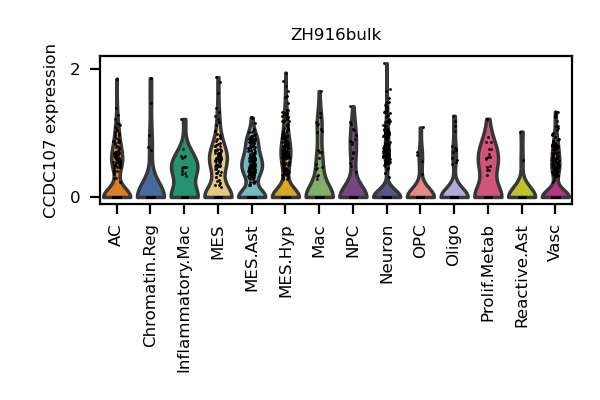 ZH916bulk
CCDC107 expression
2
0
AC
Chromatin.Reg
Inflammatory.Mac
MES
MES.Ast
MES.Hyp
Mac
NPC
Neuron
OPC
Oligo
Prolif.Metab
Reactive.Ast
Vasc